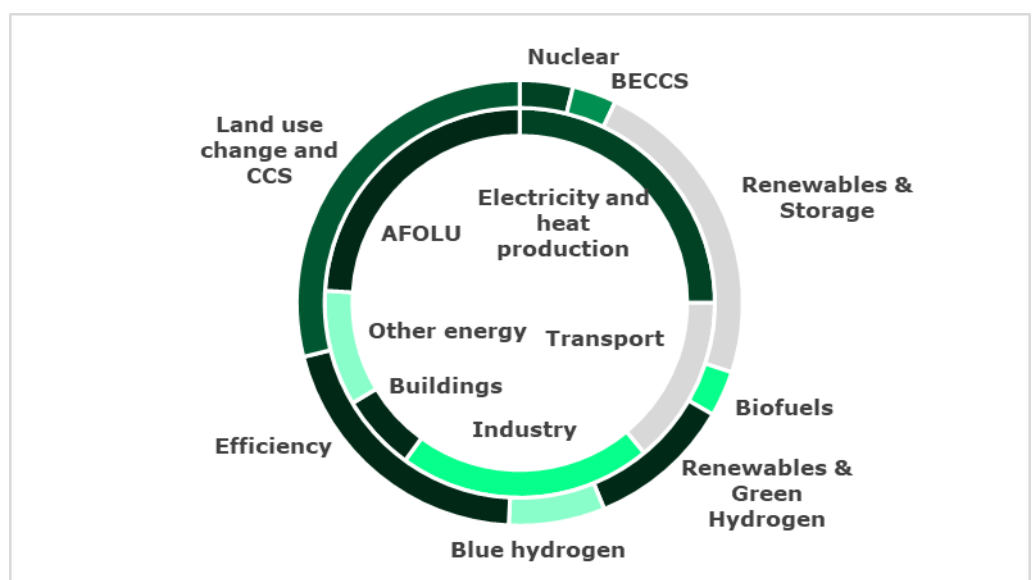 Nuclear
BECCS
Land use
change and
CCS
Renewables &
Storage
Electricity and
heat
production
AFOLU
Other energy
Transport
Buildings
Industry
Biofuels
Efficiency
Renewables &
Green
Hydrogen
Blue hydrogen